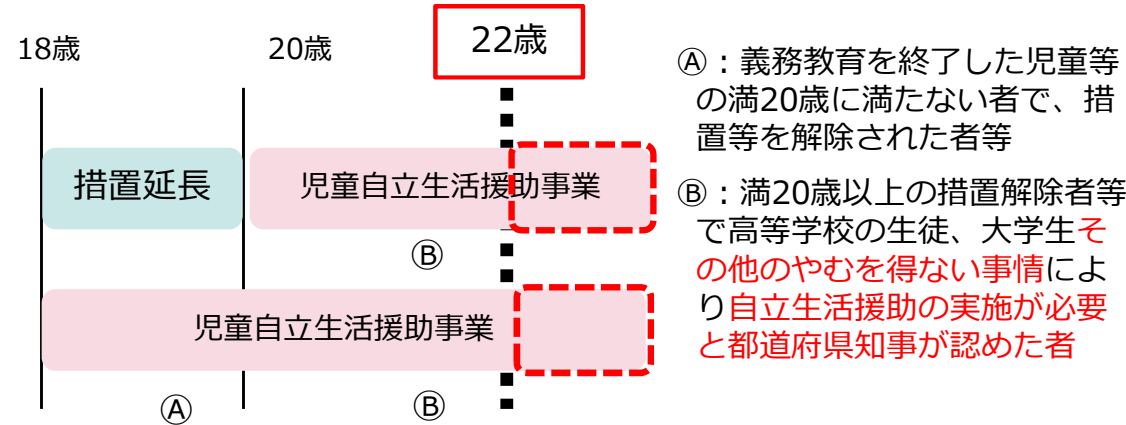 18歳
20歳
22歳
措置延長
児童自立生活援助事業
Ⓑ
児童自立生活援助事業
Ⓐ
Ⓑ
Ⓐ：義務教育を終了した児童等
の満20歳に満たない者で、措
置等を解除された者等
Ⓑ：満20歳以上の措置解除者等
で高等学校の生徒、大学生そ
の他のやむを得ない事情によ
り自立生活援助の実施が必要
と都道府県知事が認めた者